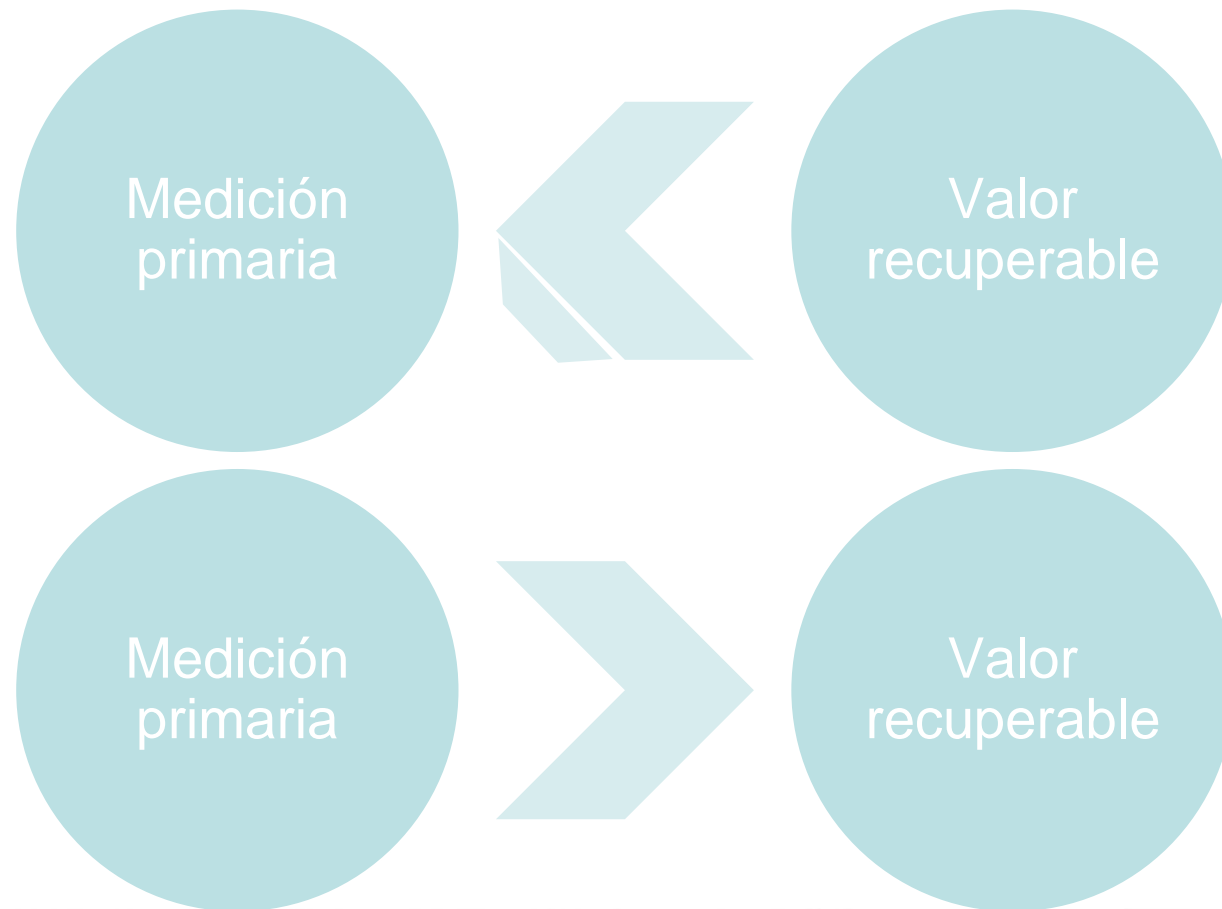 Medición
primaria
Valor
recuperable
Medición
primaria
Valor
recuperable